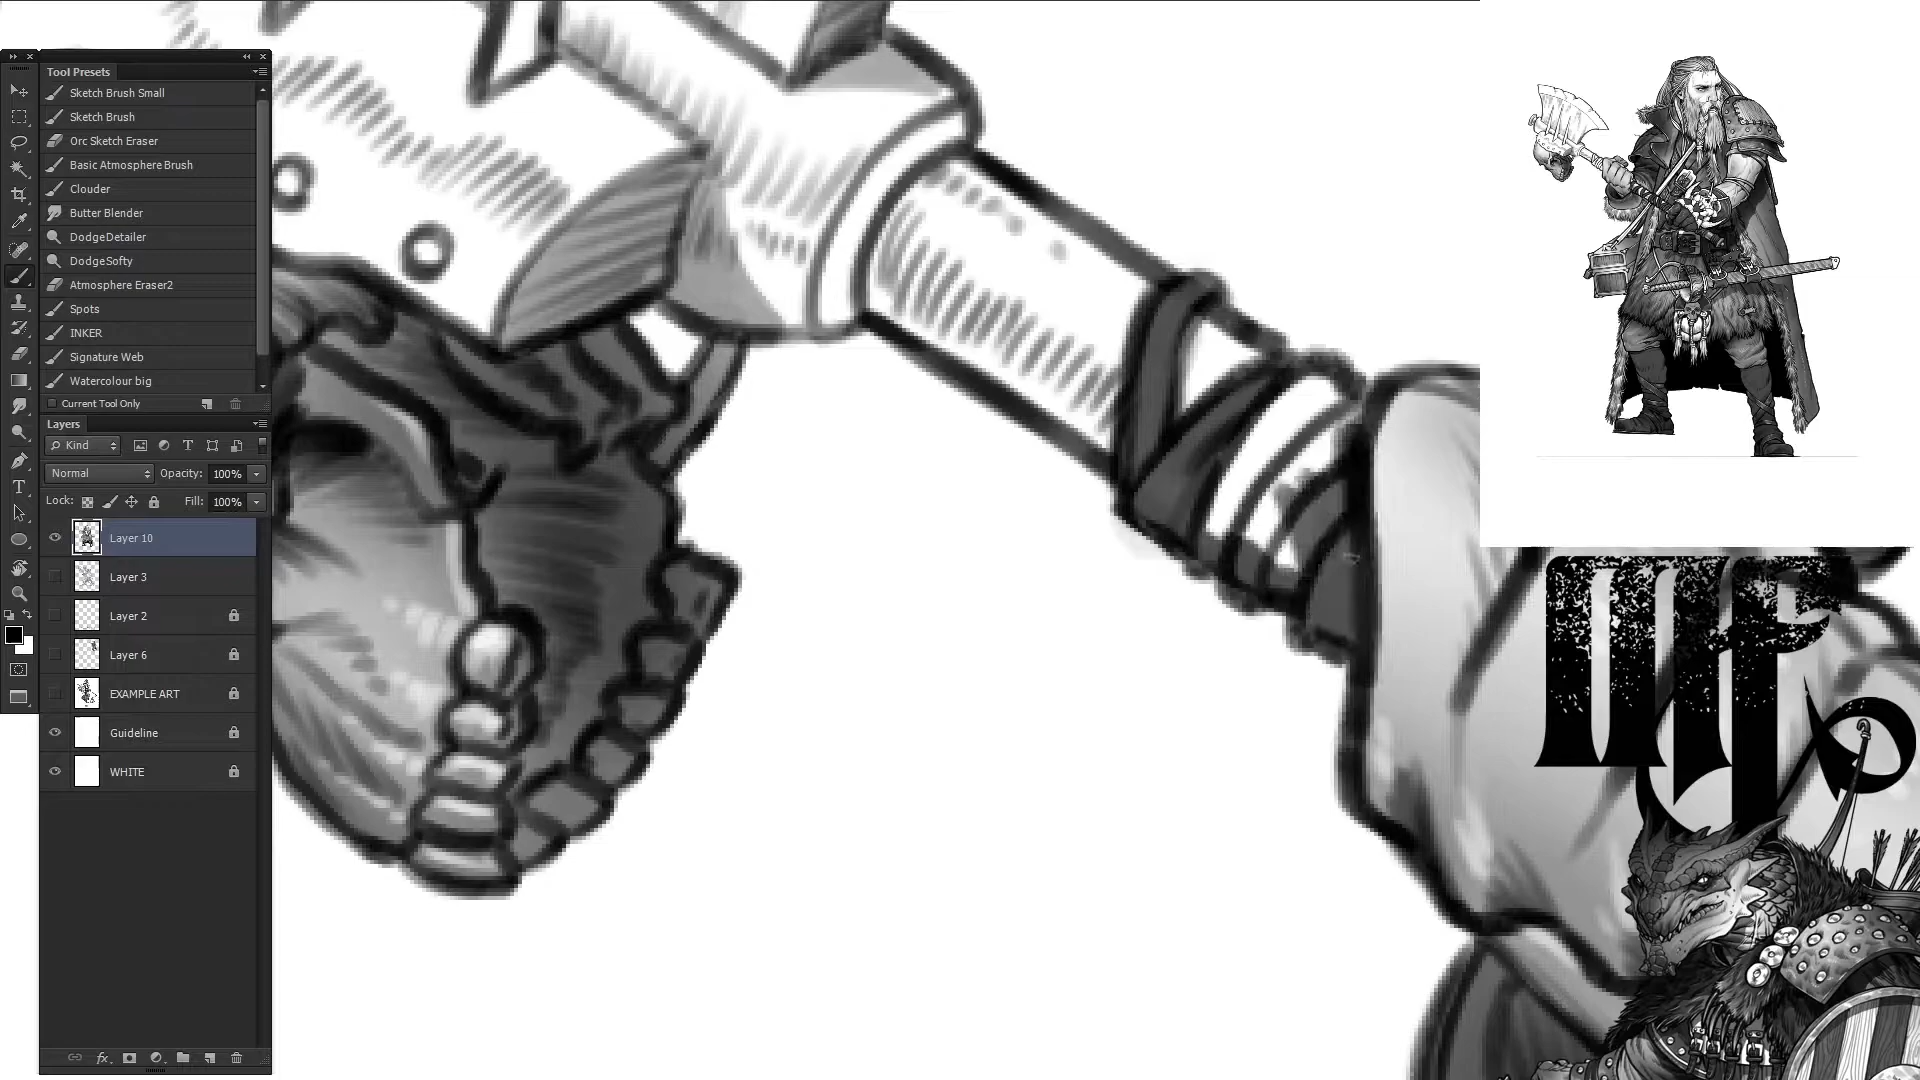 Tool Presets
Sketch Brush Small
Sketch Brush
Orc Sketch Eraser
Basic Atmosphere Brush
Clouder
Butter Blender
DodgeDetailer
DodgeSofty
Atmosphere Eraser2
Spots
INKER
Signature Web
Watercolour big
Current Tool Only
Layers
Kind
Normal Opacity: 100%
Lock: Fill: 100%
Layer 10
Layer 3
Layer 2
Layer 6
EXAMPLE ART
Guideline
WHITE